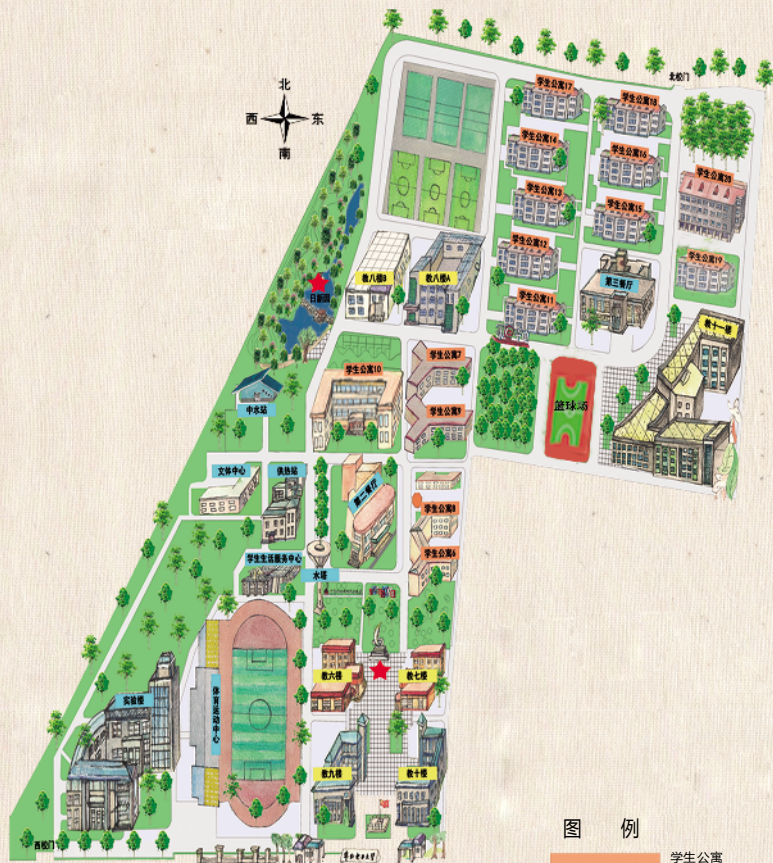 北
西 东
南
北校门
学生公寓17
学生公寓18
学生公寓14
学生公寓16
学生公寓20
学生公寓13
学生公寓15
学生公寓12
学生公寓19
教八楼B
教八楼A
第三餐厅
日新园
学生公寓11
教十一楼
学生公寓7
学生公寓10
中水站
学生公寓9
篮球场
文体中心
供热站
第二餐厅
学生公寓8
学生生活服务中心
学生公寓6
水塔
教六楼
教七楼
实验楼
体育运动中心
教九楼
教十楼
西校门
图 例
学生公寓